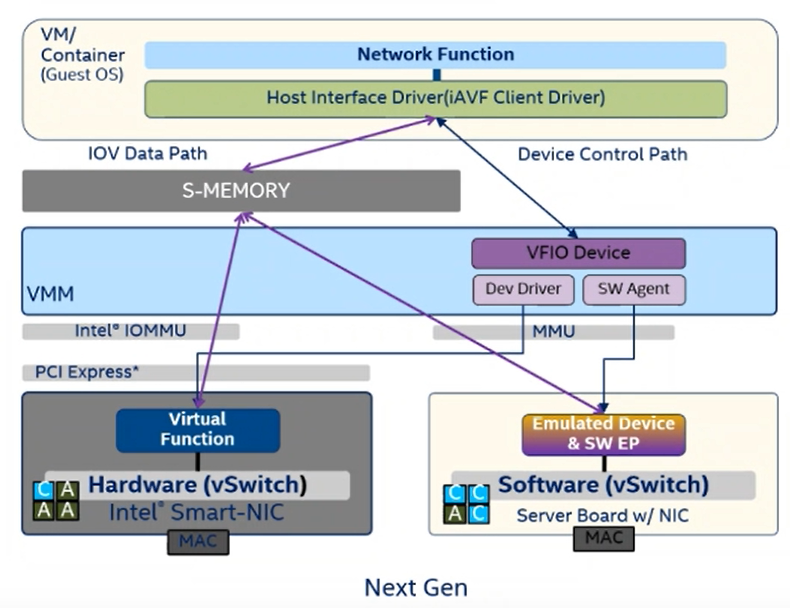 VM/
Container
(Guest OS)
Network Function
Host Interface Driver(iAVF Client Driver)
IOV Data Path
Device Control Path
S-MEMORY
VFIO Device
Dev Driver
SW Agent
VMM
Intel® IOMMU
MMU
PCI Express*
Virtual
Function
Emulated Device
& SW EP
C A
A A
Hardware (vSwitch)
Intel® Smart-NIC
MAC
C C
A C
Software (vSwitch)
Server Board w/ NIC
MAC
Next Gen